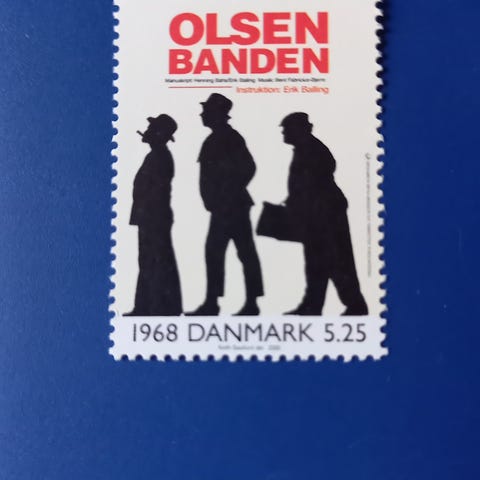 OLSEN
BANDEN
Manuskript: Henning Bahs/Erik Balling Musik: Bent Fabricius-Bjerre
Instruktion: Erik Balling
1968 DANMARK 5.25